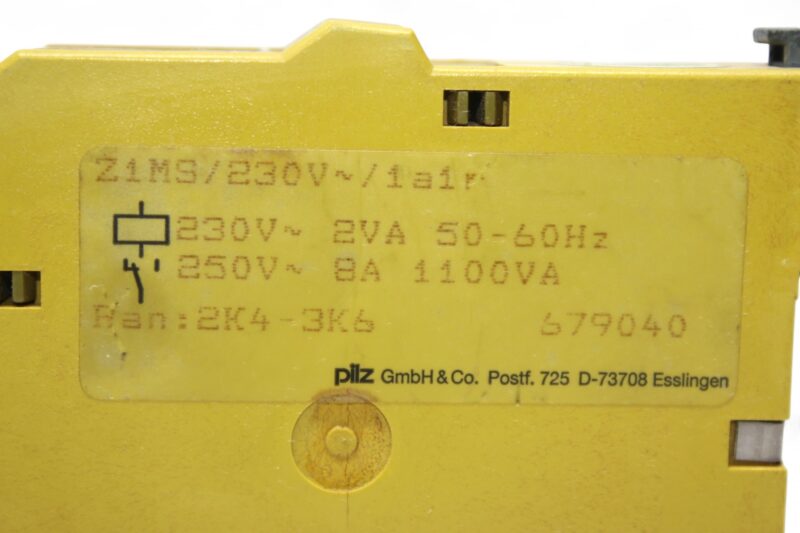 Z1MS/230V~/1a1r
230V~ 2VA 50-60Hz
250V~ 8A 1100VA
Ran:2K4-3K6 679040
pilz GmbH & Co. Postf. 725 D-73708 Esslingen